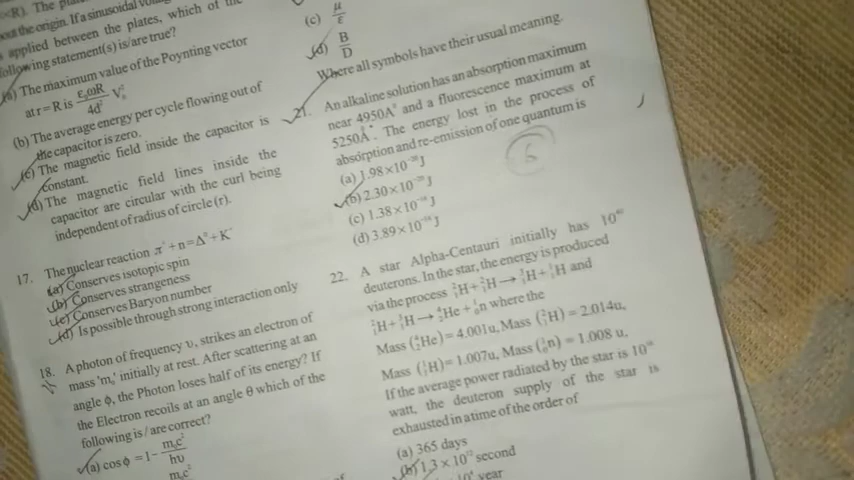 out the origin. If a sinusoidal
applied between the plates, which of the
following statement(s) is/are true?
(a) The maximum value of the Poynting vector
at r = R is ε₀ωR/4d² V₀²
(b) The average energy per cycle flowing out of
the capacitor is zero.
(c) The magnetic field inside the capacitor is
constant.
(d) The magnetic field lines inside the
capacitor are circular with the curl being
independent of radius of circle (r).
17. The nuclear reaction π⁺+n=Δ⁰+K⁺
(a) Conserves isotopic spin
(b) Conserves strangeness
(c) Conserves Baryon number
(d) Is possible through strong interaction only
18. A photon of frequency υ, strikes an electron of
mass 'm₀' initially at rest. After scattering at an
angle ϕ, the Photon loses half of its energy? If
the Electron recoils at an angle θ which of the
following is / are correct?
(a) cosϕ = 1 - m₀c²/hυ
m₀c²
(c) μ/ε
(d) B/D
Where all symbols have their usual meaning.
21. An alkaline solution has an absorption maximum
near 4950A° and a fluorescence maximum at
5250A°. The energy lost in the process of
absorption and re-emission of one quantum is
(a) 1.98×10⁻²⁰J
(b) 2.30×10⁻²⁰J
(c) 1.38×10⁻¹⁸J
(d) 3.89×10⁻¹⁸J
6
22. A star Alpha-Centauri initially has 10⁴⁰
deuterons. In the star, the energy is produced
via the process ²₁H+²₁H→³₁H+¹₁H and
²₁H+³₁H→⁴₂He+¹₀n where the
Mass (⁴₂He)=4.001u, Mass (²₁H) = 2.014u,
Mass (¹₁H)= 1.007u, Mass (¹₀n) = 1.008 u.
If the average power radiated by the star is 10¹⁶
watt, the deuteron supply of the star is
exhausted in a time of the order of
(a) 365 days
(b) 1.3 × 10¹² second
year